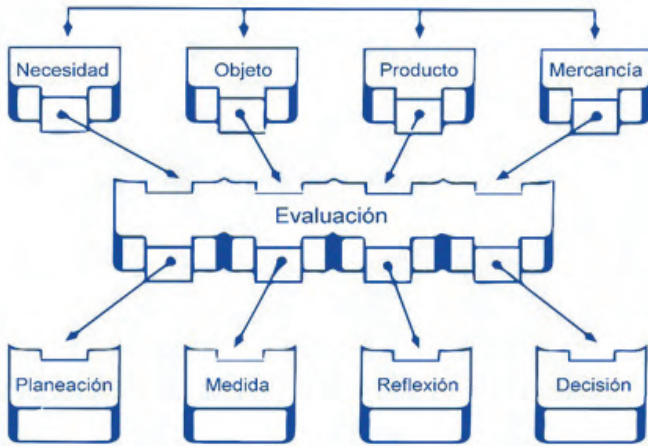 Necesidad
Objeto
Producto
Mercancía
Evaluación
Planeación
Medida
Reflexión
Decisión